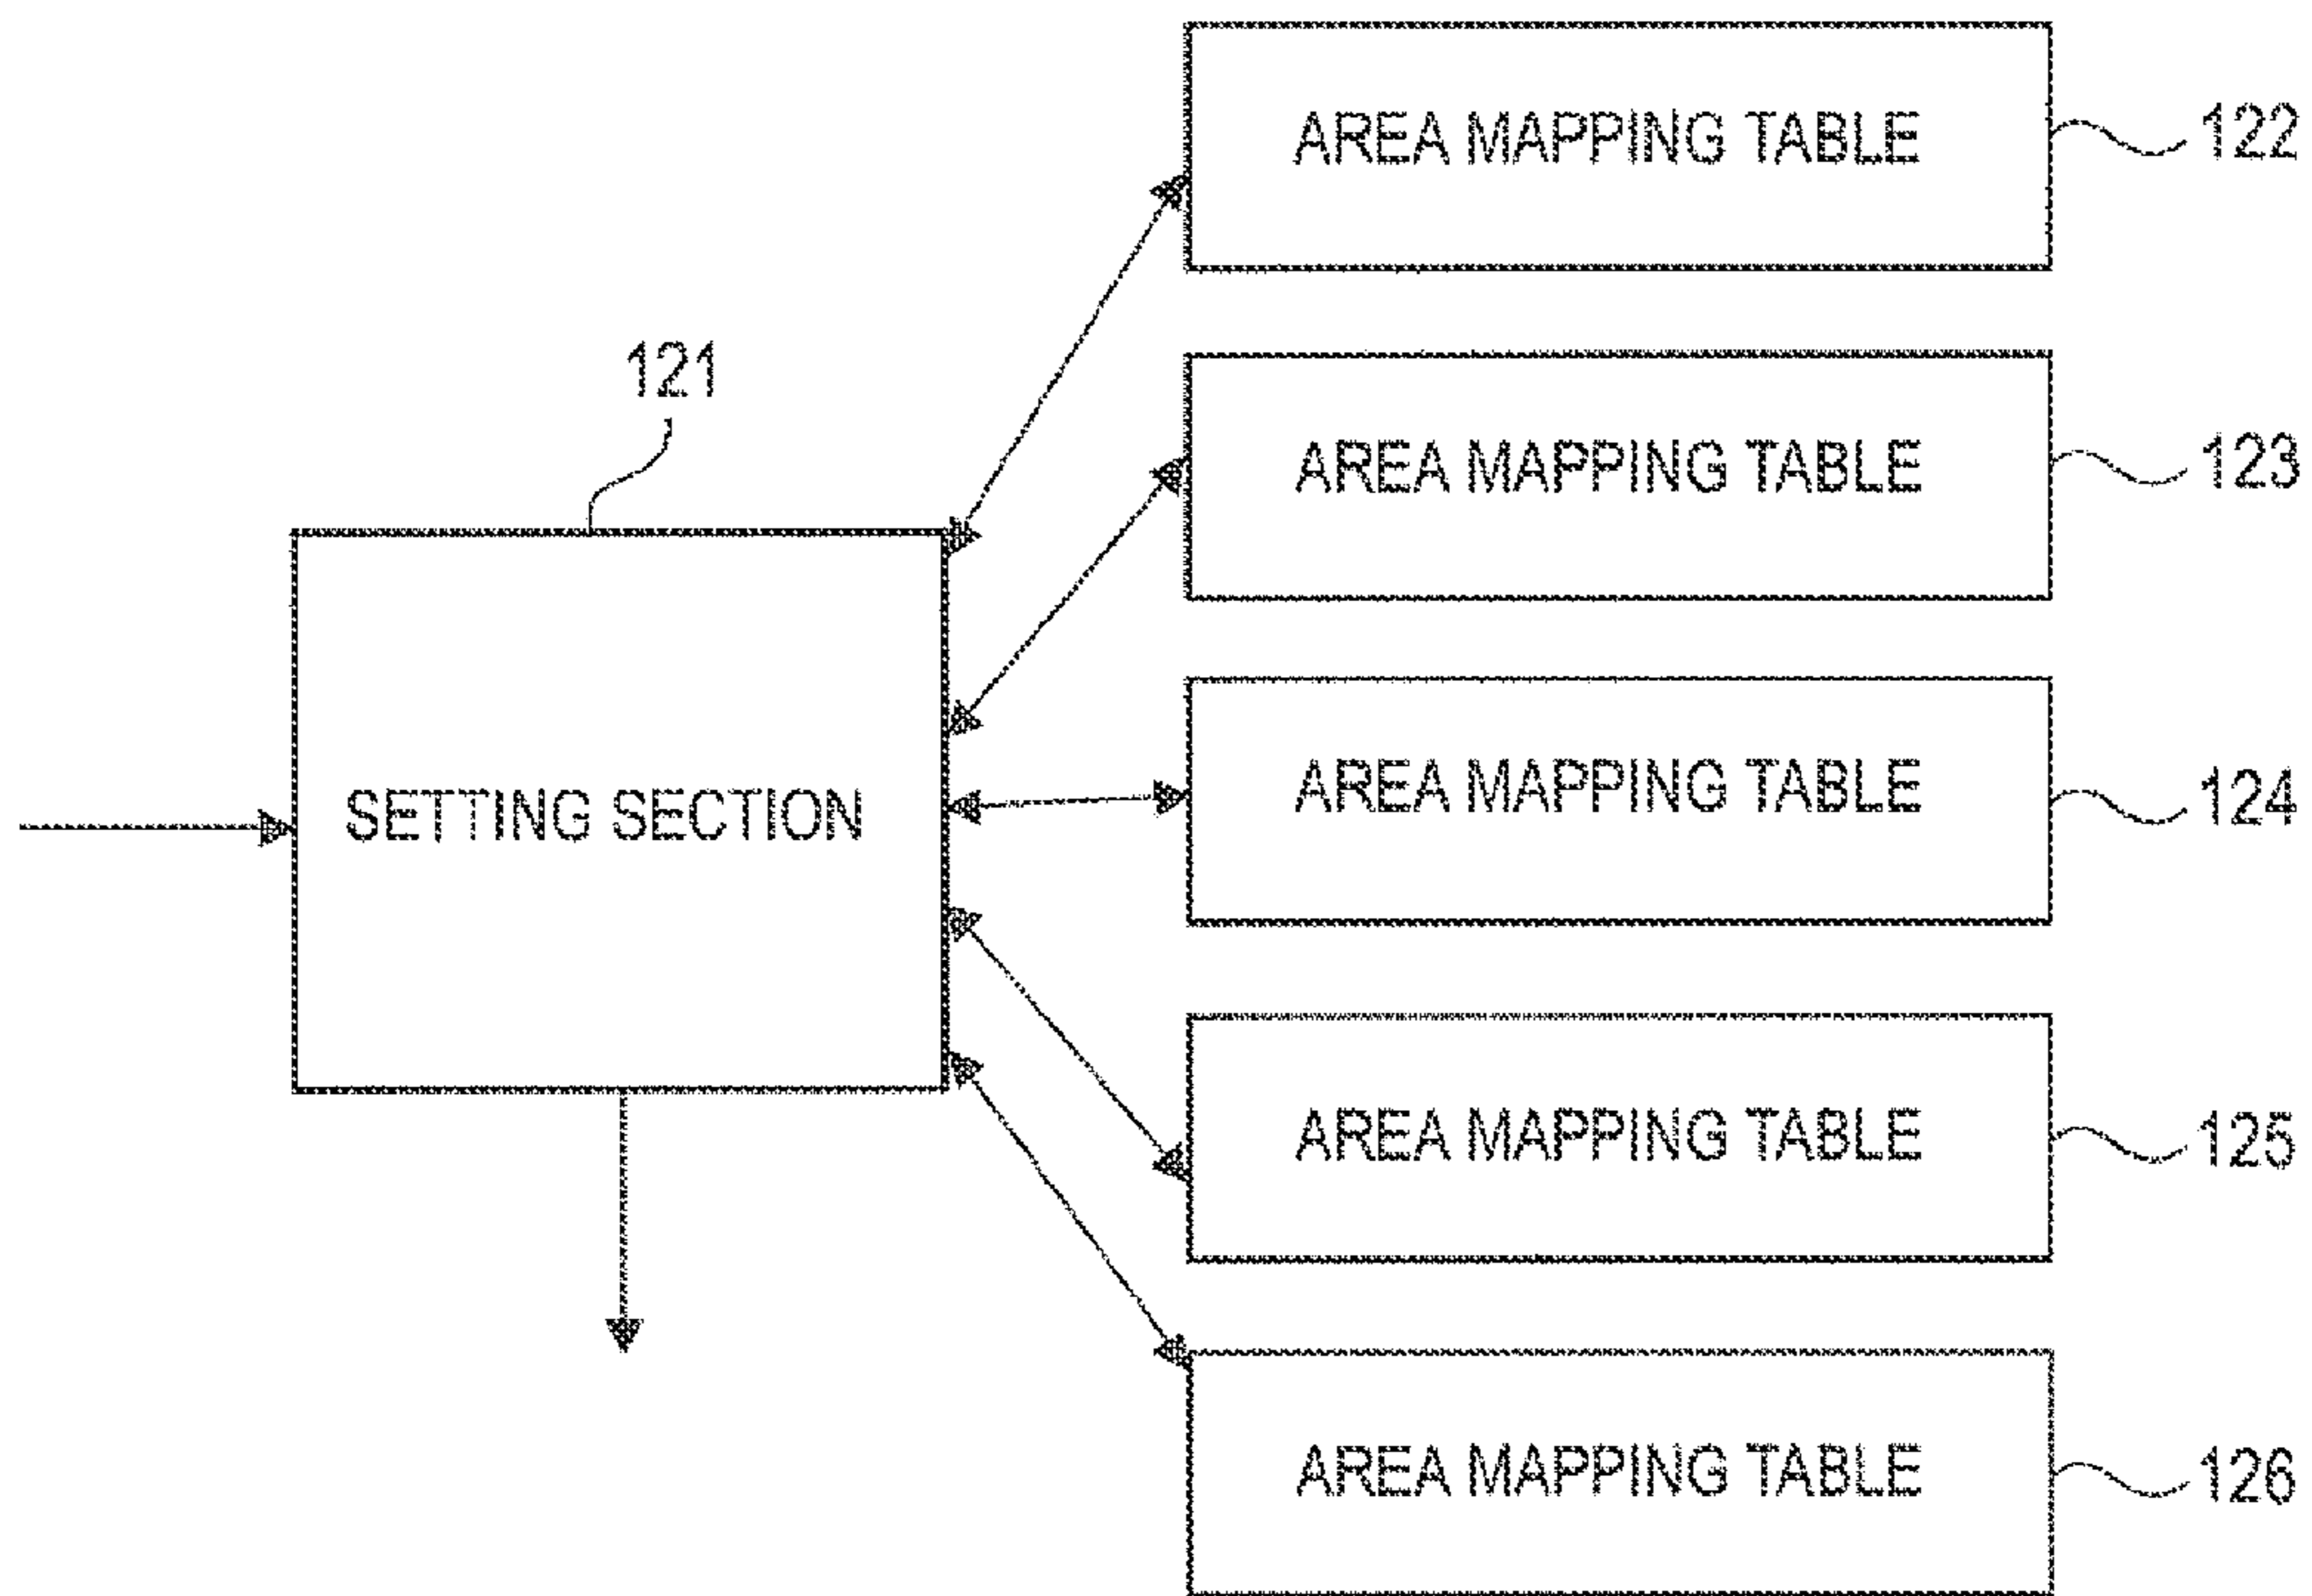 AREA MAPPING TABLE 122
121
AREA MAPPING TABLE 123
SETTING SECTION
AREA MAPPING TABLE 124
AREA MAPPING TABLE 125
AREA MAPPING TABLE 126